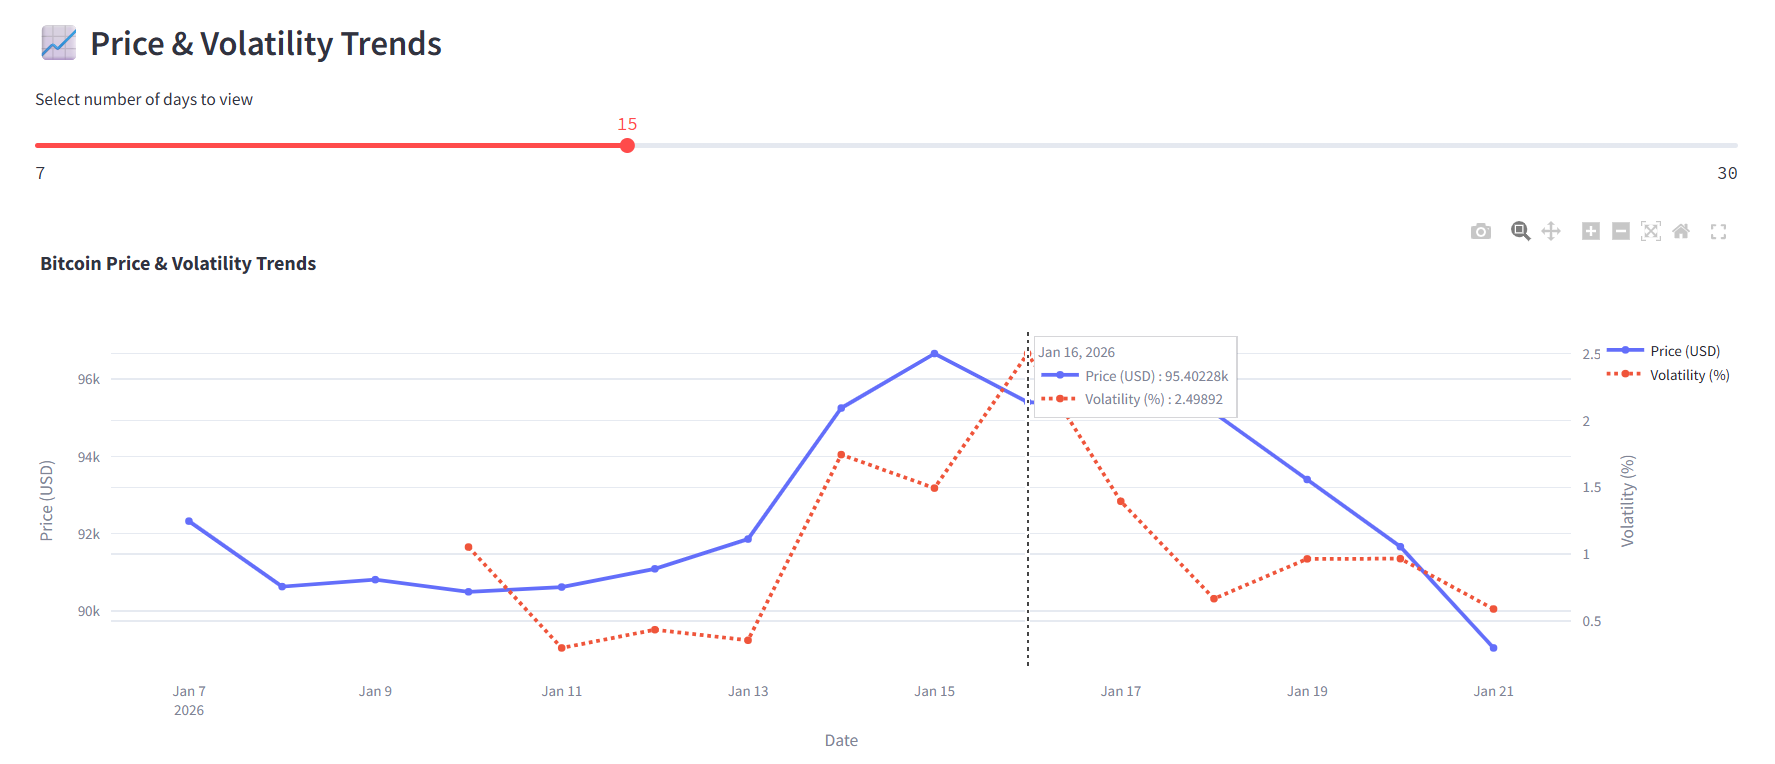 Price & Volatility Trends
Select number of days to view
15
7 30
Bitcoin Price & Volatility Trends
Price (USD)
Volatility (%)
Jan 16, 2026
Price (USD) : 95.40228k
Volatility (%) : 2.49892
96k
94k
92k
90k
Price (USD)
2.5
2
1.5
1
0.5
Volatility (%)
Jan 7 Jan 9 Jan 11 Jan 13 Jan 15 Jan 17 Jan 19 Jan 21
2026
Date